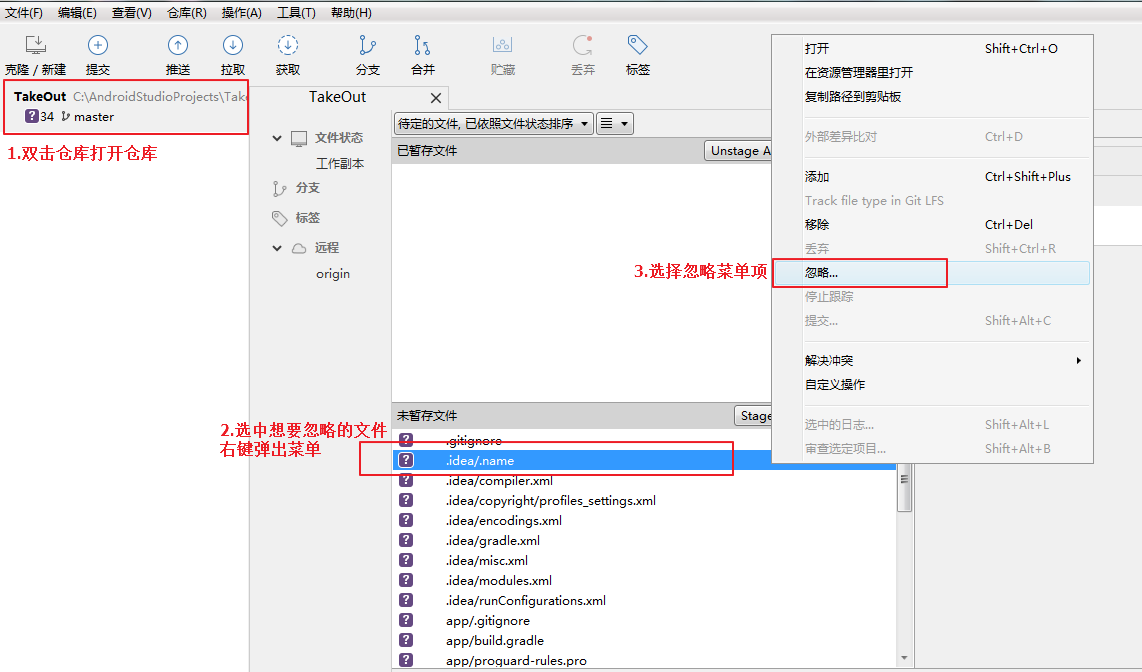 文件(F) 编辑(E) 查看(V) 仓库(R) 操作(A) 工具(T) 帮助(H)
克隆 / 新建 提交 推送 拉取 获取 分支 合并 贮藏 丢弃 标签
TakeOut C:\AndroidStudioProjects\Take
? 34 master
1.双击仓库打开仓库
TakeOut
文件状态
工作副本
分支
标签
远程
origin
待定的文件, 已依照文件状态排序
已暂存文件 Unstage A
未暂存文件 Stage
2.选中想要忽略的文件
右键弹出菜单
? .gitignore
? .idea/.name
? .idea/compiler.xml
? .idea/copyright/profiles_settings.xml
? .idea/encodings.xml
? .idea/gradle.xml
? .idea/misc.xml
? .idea/modules.xml
? .idea/runConfigurations.xml
? app/.gitignore
? app/build.gradle
? app/proguard-rules.pro
打开 Shift+Ctrl+O
在资源管理器里打开
复制路径到剪贴板
外部差异比对 Ctrl+D
添加 Ctrl+Shift+Plus
Track file type in Git LFS
移除 Ctrl+Del
丢弃 Shift+Ctrl+R
3.选择忽略菜单项
忽略...
停止跟踪
提交... Shift+Alt+C
解决冲突
自定义操作
选中的日志... Shift+Alt+L
审查选定项目... Shift+Alt+B